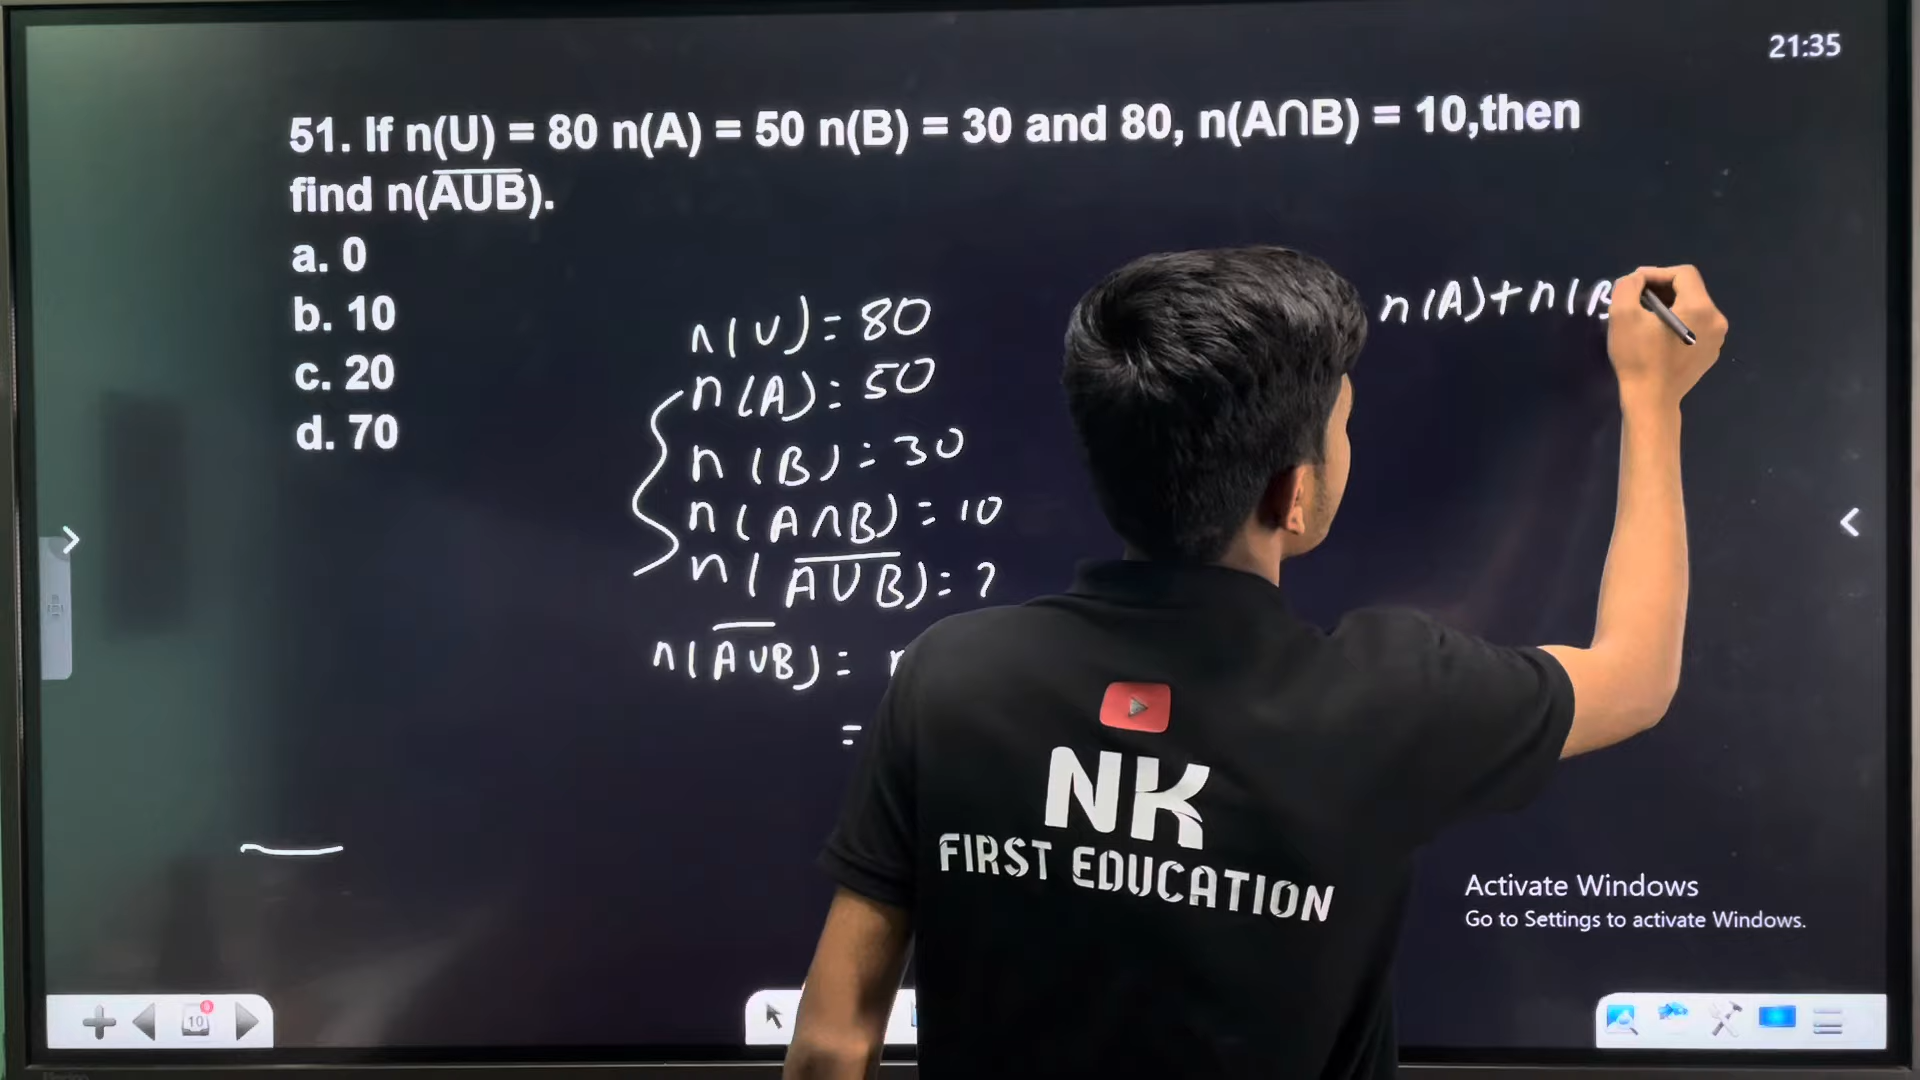 21:35
51. If n(U) = 80 n(A) = 50 n(B) = 30 and 80, n(A∩B) = 10,then
find n(A̅U̅B̅).
a. 0
b. 10
c. 20
d. 70
n(U) = 80
n(A) = 50
n(B) = 30
n(A∩B) = 10
n(A̅∪̅B̅) = ?
n(A̅∪̅B̅) =
=
n(A)+n(B
NK
FIRST EDUCATION
Activate Windows
Go to Settings to activate Windows.
10